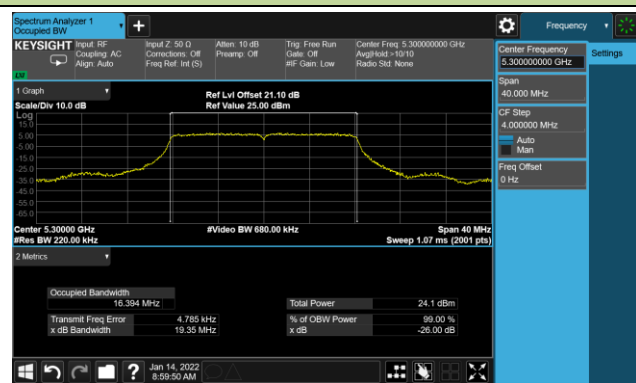 Spectrum Analyzer 1
Occupied BW
+
Frequency
KEYSIGHT Input: RF Input Z: 50 Ω Atten: 10 dB Trig: Free Run Center Freq: 5.300000000 GHz
Coupling: AC Corrections: Off Preamp: Off Gate: Off Avg|Hold:>10/10
Align: Auto Freq Ref: Int (S) #IF Gain: Low Radio Std: None
Center Frequency
5.300000000 GHz
Settings
Span
40.000 MHz
CF Step
4.000000 MHz
Auto
Man
Freq Offset
0 Hz
1 Graph
Ref Lvl Offset 21.10 dB
Scale/Div 10.0 dB Ref Value 25.00 dBm
Log
15.0
5.00
-5.00
-15.0
-25.0
-35.0
-45.0
-55.0
-65.0
Center 5.30000 GHz #Video BW 680.00 kHz Span 40 MHz
#Res BW 220.00 kHz Sweep 1.07 ms (2001 pts)
2 Metrics
Occupied Bandwidth
16.394 MHz Total Power 24.1 dBm
Transmit Freq Error 4.785 kHz % of OBW Power 99.00 %
x dB Bandwidth 19.35 MHz x dB -26.00 dB
? Jan 14, 2022
8:59:50 AM